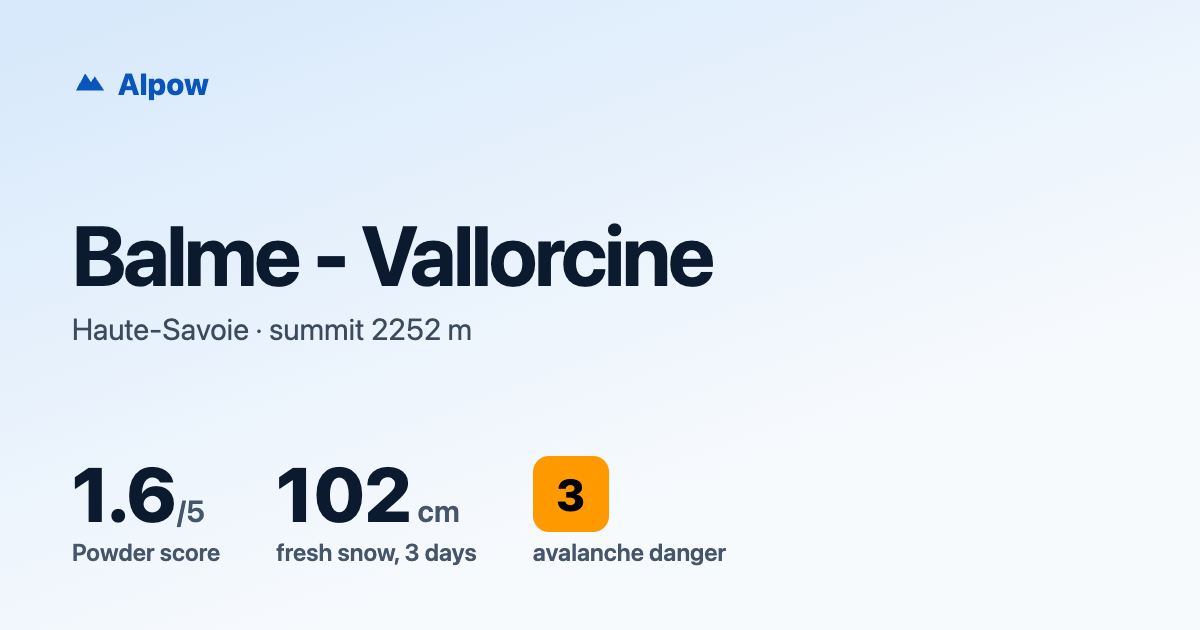 Alpow
Balme - Vallorcine
Haute-Savoie · summit 2252 m
1.6/5
Powder score
102 cm
fresh snow, 3 days
3
avalanche danger